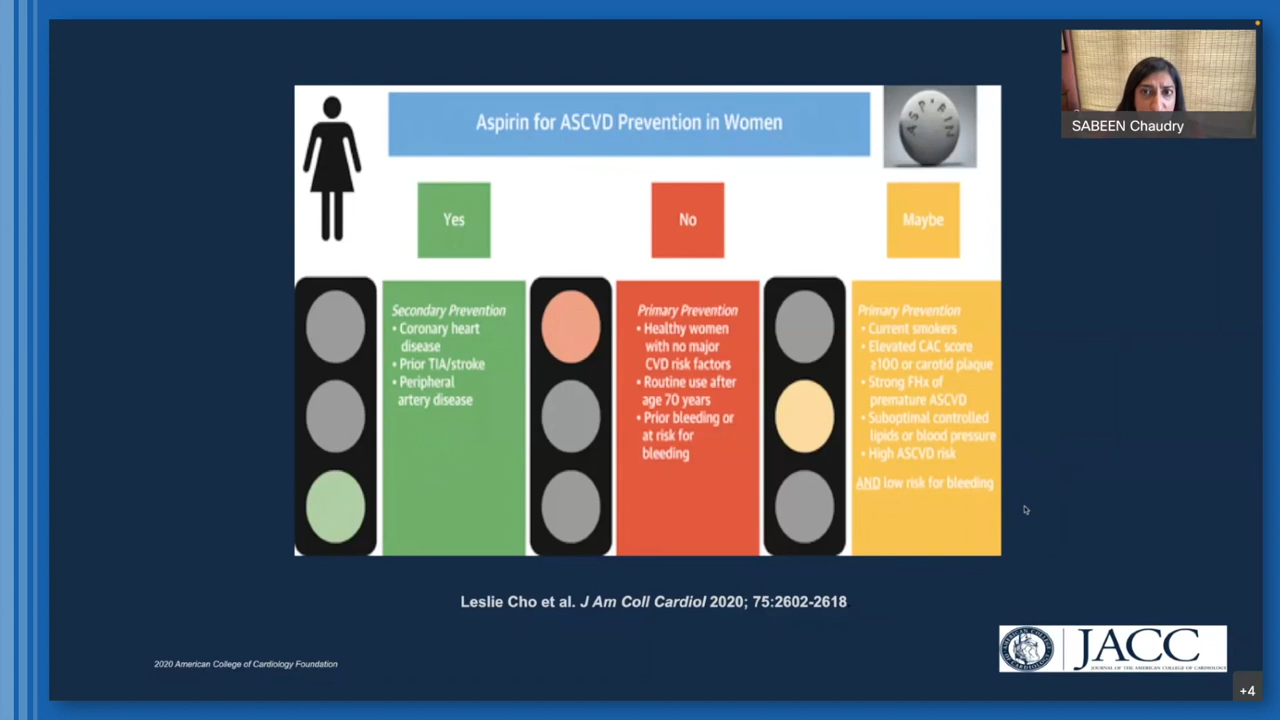 SABEEN Chaudry
Aspirin for ASCVD Prevention in Women
ASPIRIN
Yes
No
Maybe
Secondary Prevention
• Coronary heart
disease
• Prior TIA/stroke
• Peripheral
artery disease
Primary Prevention
• Healthy women
with no major
CVD risk factors
• Routine use after
age 70 years
• Prior bleeding or
at risk for
bleeding
Primary Prevention
• Current smokers
• Elevated CAC score
≥100 or carotid plaque
• Strong FHx of
premature ASCVD
• Suboptimal controlled
lipids or blood pressure
• High ASCVD risk
AND low risk for bleeding
Leslie Cho et al. J Am Coll Cardiol 2020; 75:2602-2618
2020 American College of Cardiology Foundation
JACC
JOURNAL OF THE AMERICAN COLLEGE OF CARDIOLOGY
+4